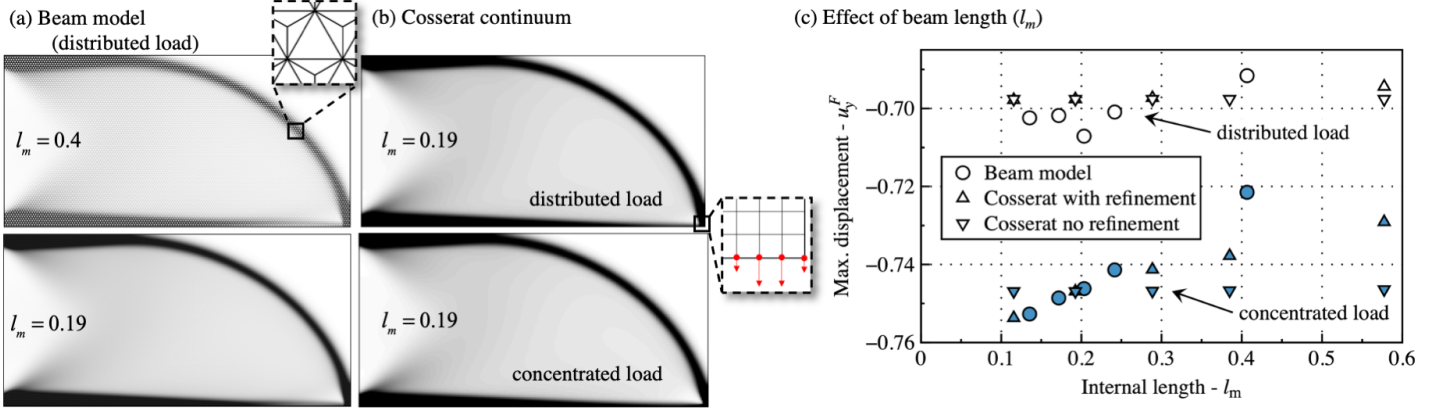 (a) Beam model
(distributed load)
l_m = 0.4
l_m = 0.19
(b) Cosserat continuum
l_m = 0.19
distributed load
l_m = 0.19
concentrated load
(c) Effect of beam length (l_m)
−0.70
−0.72
−0.74
−0.76
Max. displacement - u_y^F
distributed load
Beam model
Cosserat with refinement
Cosserat no refinement
concentrated load
0 0.1 0.2 0.3 0.4 0.5 0.6
Internal length - l_m